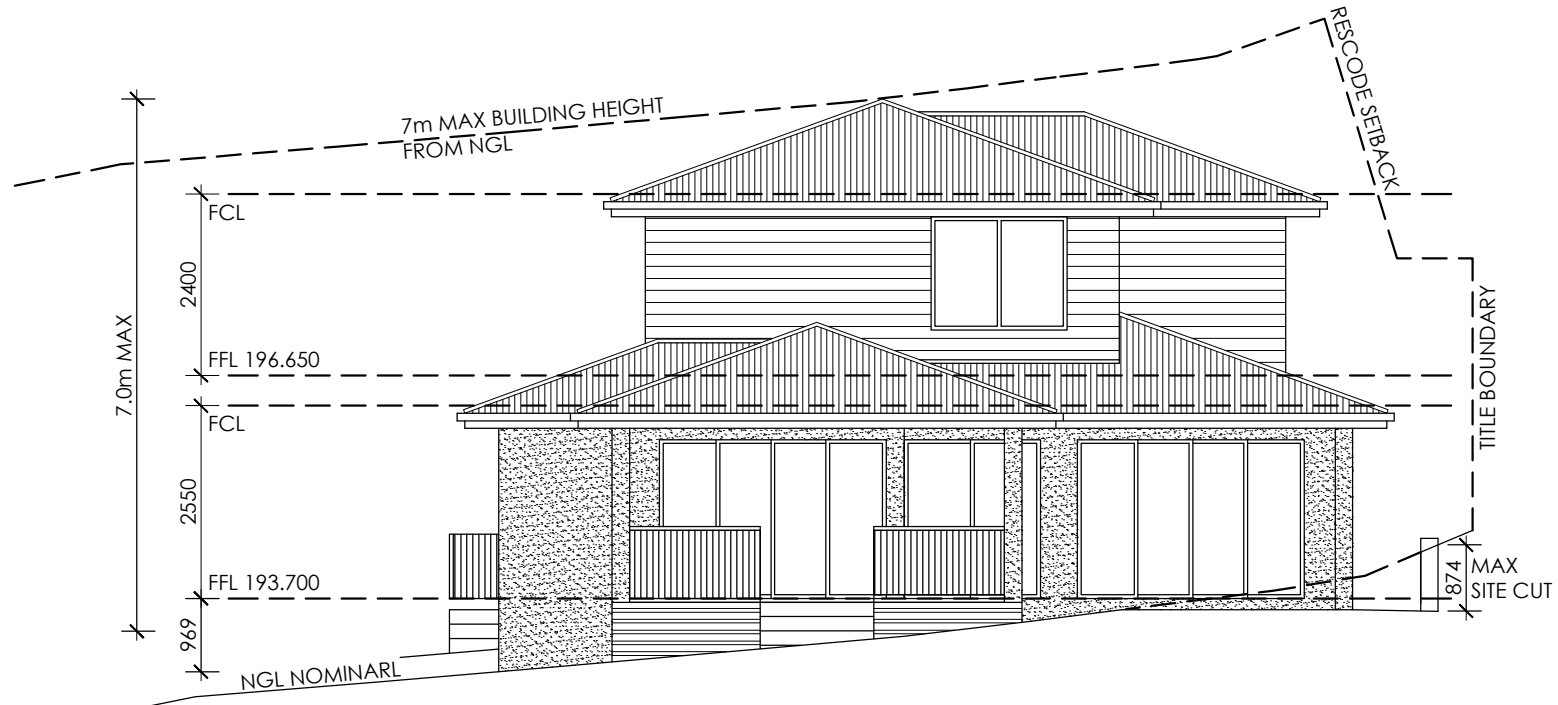 RESCODE SETBACK
7m MAX BUILDING HEIGHT
FROM NGL
FCL
2400
7.0m MAX
FFL 196.650
FCL
2550
TITLE BOUNDARY
FFL 193.700
874
MAX
SITE CUT
969
NGL NOMINARL